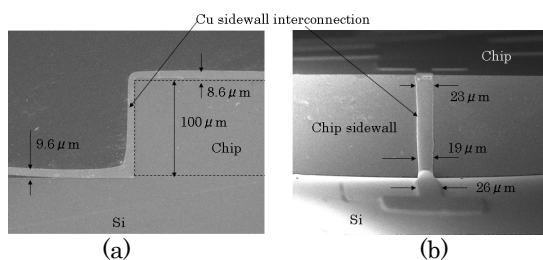 Cu sidewall interconnection
8.6μm
100μm
Chip
9.6μm
Si
(a)
Chip
23μm
Chip sidewall
19μm
26μm
Si
(b)